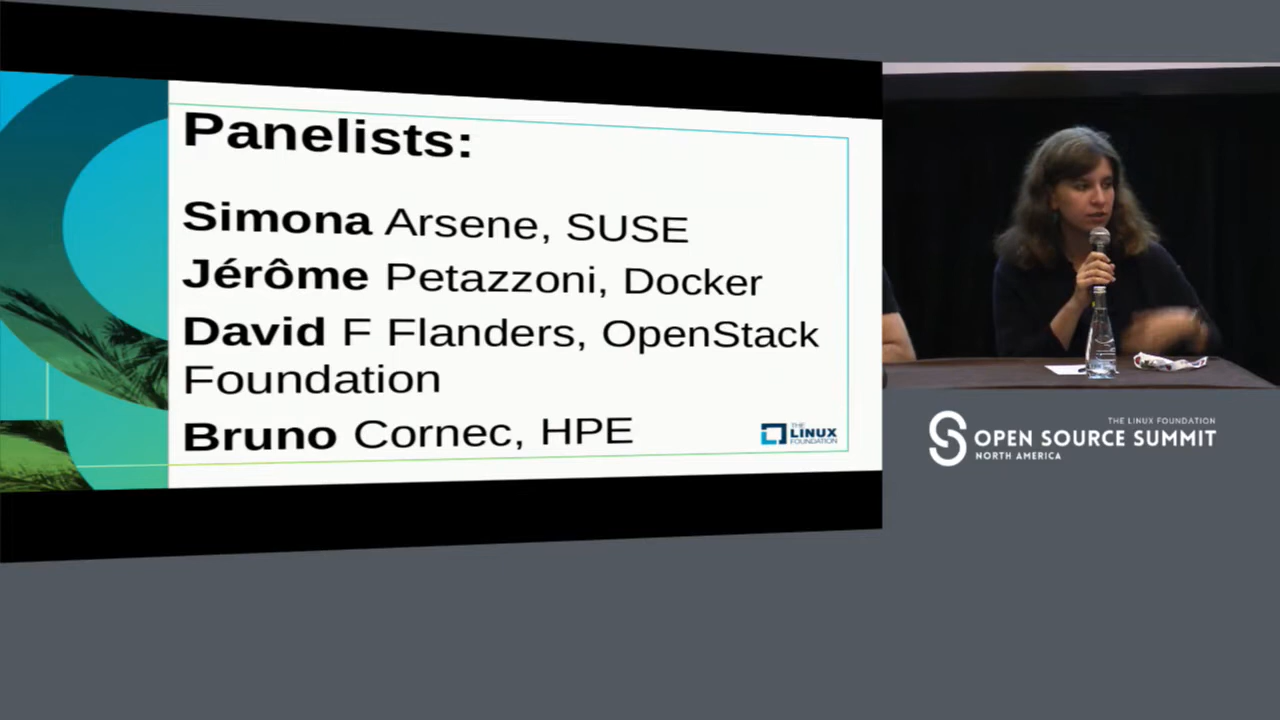 Panelists:
Simona Arsene, SUSE
Jérôme Petazzoni, Docker
David F Flanders, OpenStack
Foundation
Bruno Cornec, HPE
THE
LINUX
FOUNDATION
THE LINUX FOUNDATION
OPEN SOURCE SUMMIT
NORTH AMERICA